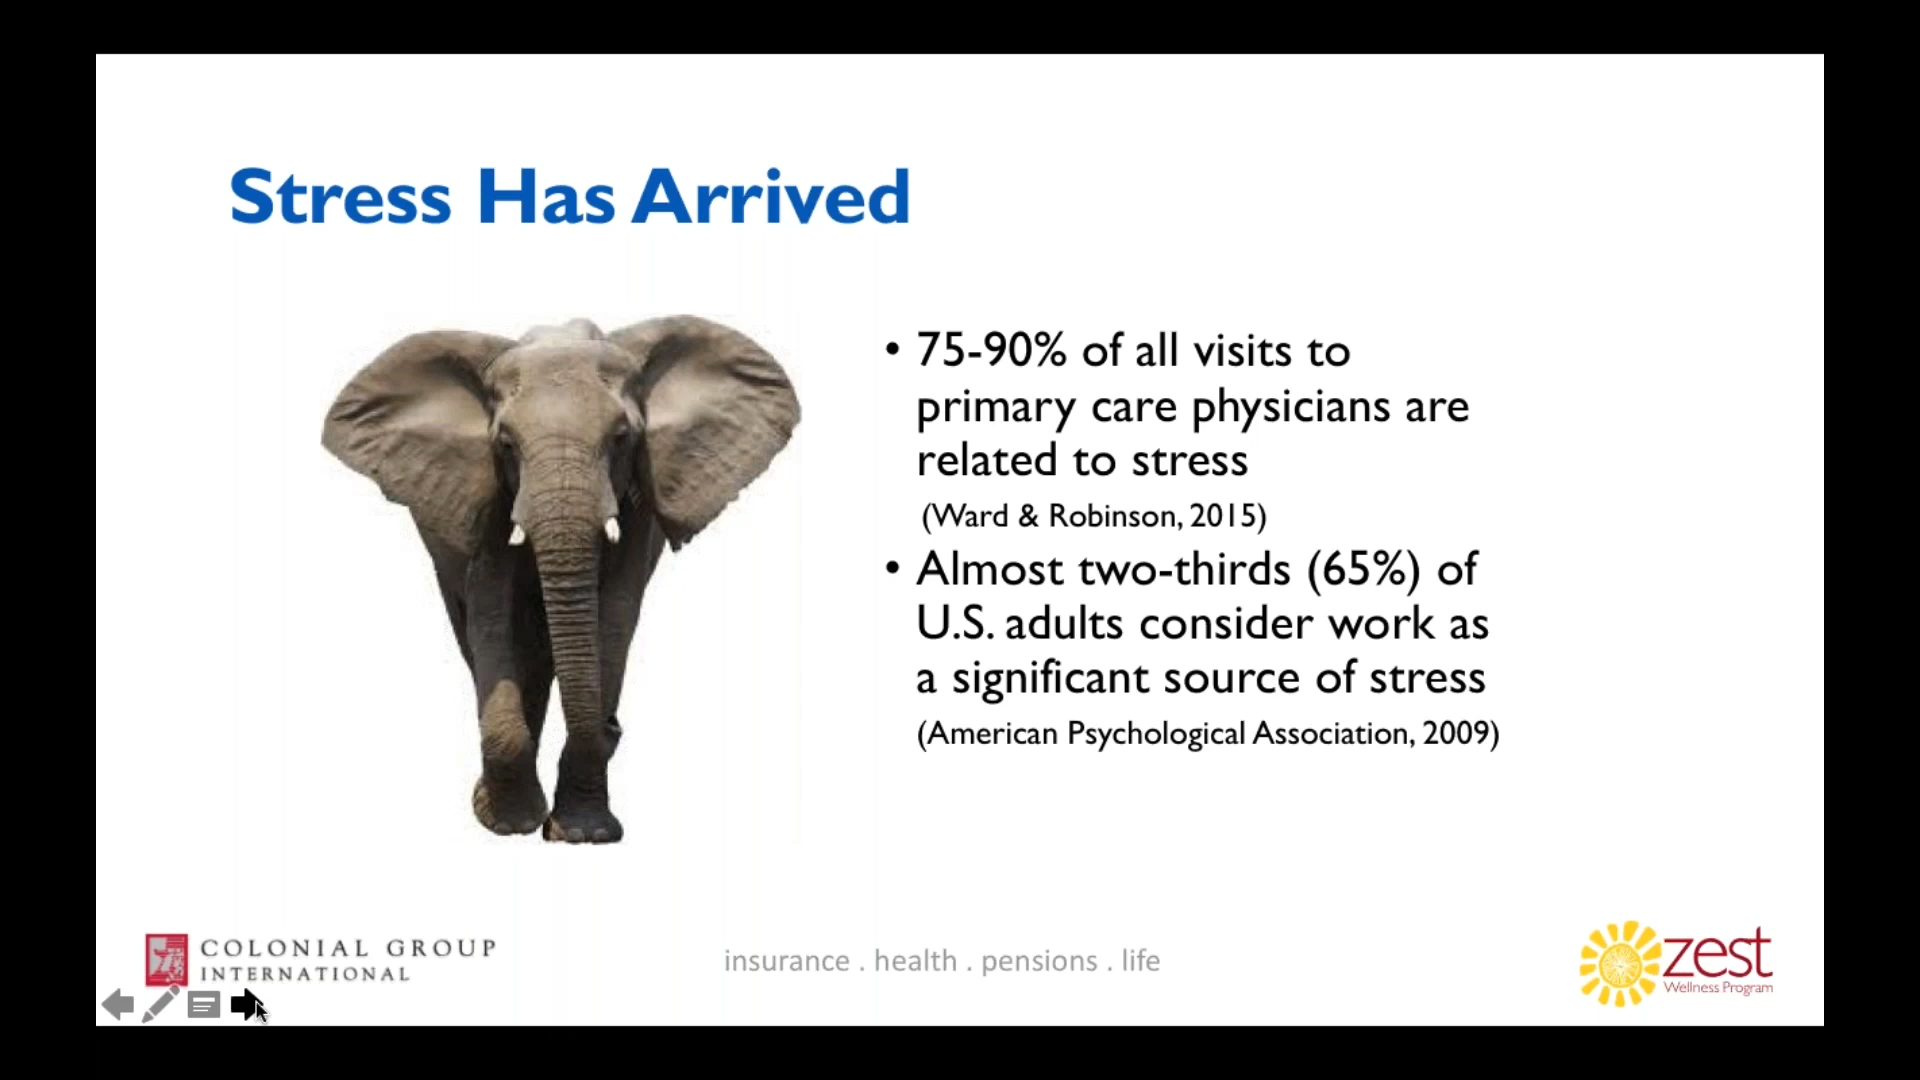 Stress Has Arrived
• 75-90% of all visits to
primary care physicians are
related to stress
(Ward & Robinson, 2015)
• Almost two-thirds (65%) of
U.S. adults consider work as
a significant source of stress
(American Psychological Association, 2009)
COLONIAL GROUP
INTERNATIONAL
insurance . health . pensions . life
zest
Wellness Program